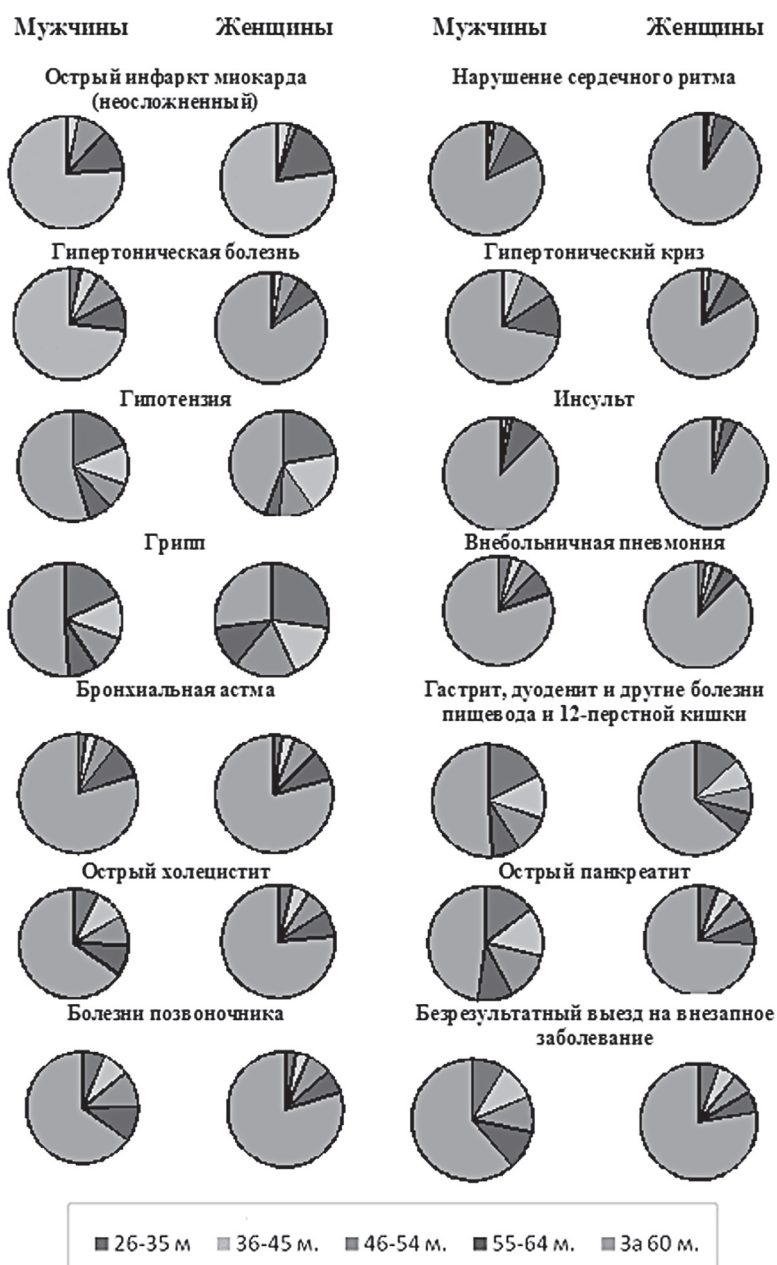 Мужчины Женщины Мужчины Женщины
Острый инфаркт миокарда
(неосложненный)
Нарушение сердечного ритма
Гипертоническая болезнь
Гипертонический криз
Гипотензия
Инсульт
Грипп
Внебольничная пневмония
Бронхиальная астма
Гастрит, дуоденит и другие болезни
пищевода и 12-перстной кишки
Острый холецистит
Острый панкреатит
Болезни позвоночника
Безрезультатный выезд на внезапное
заболевание
26-35 м 36-45 м. 46-54 м. 55-64 м. За 60 м.